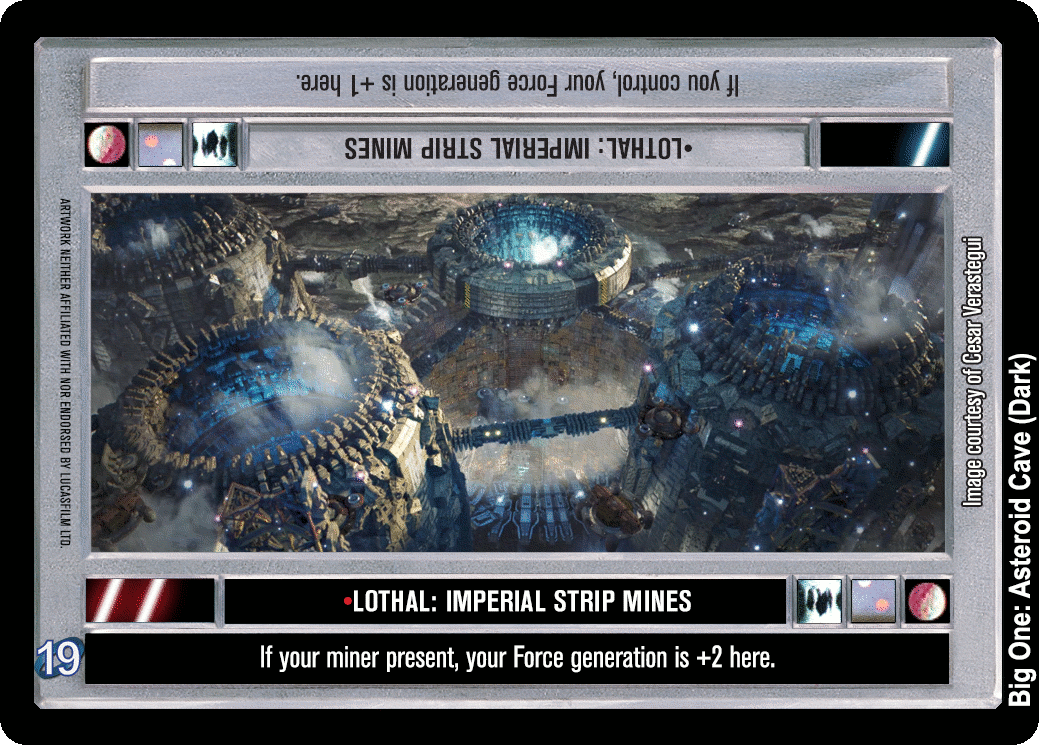 If you control, your Force generation is +1 here.
•LOTHAL: IMPERIAL STRIP MINES
ARTWORK NEITHER AFFILIATED WITH NOR ENDORSED BY LUCASFILM LTD.
Image courtesy of Cesar Verastegui
•LOTHAL: IMPERIAL STRIP MINES
19
If your miner present, your Force generation is +2 here.
Big One: Asteroid Cave (Dark)